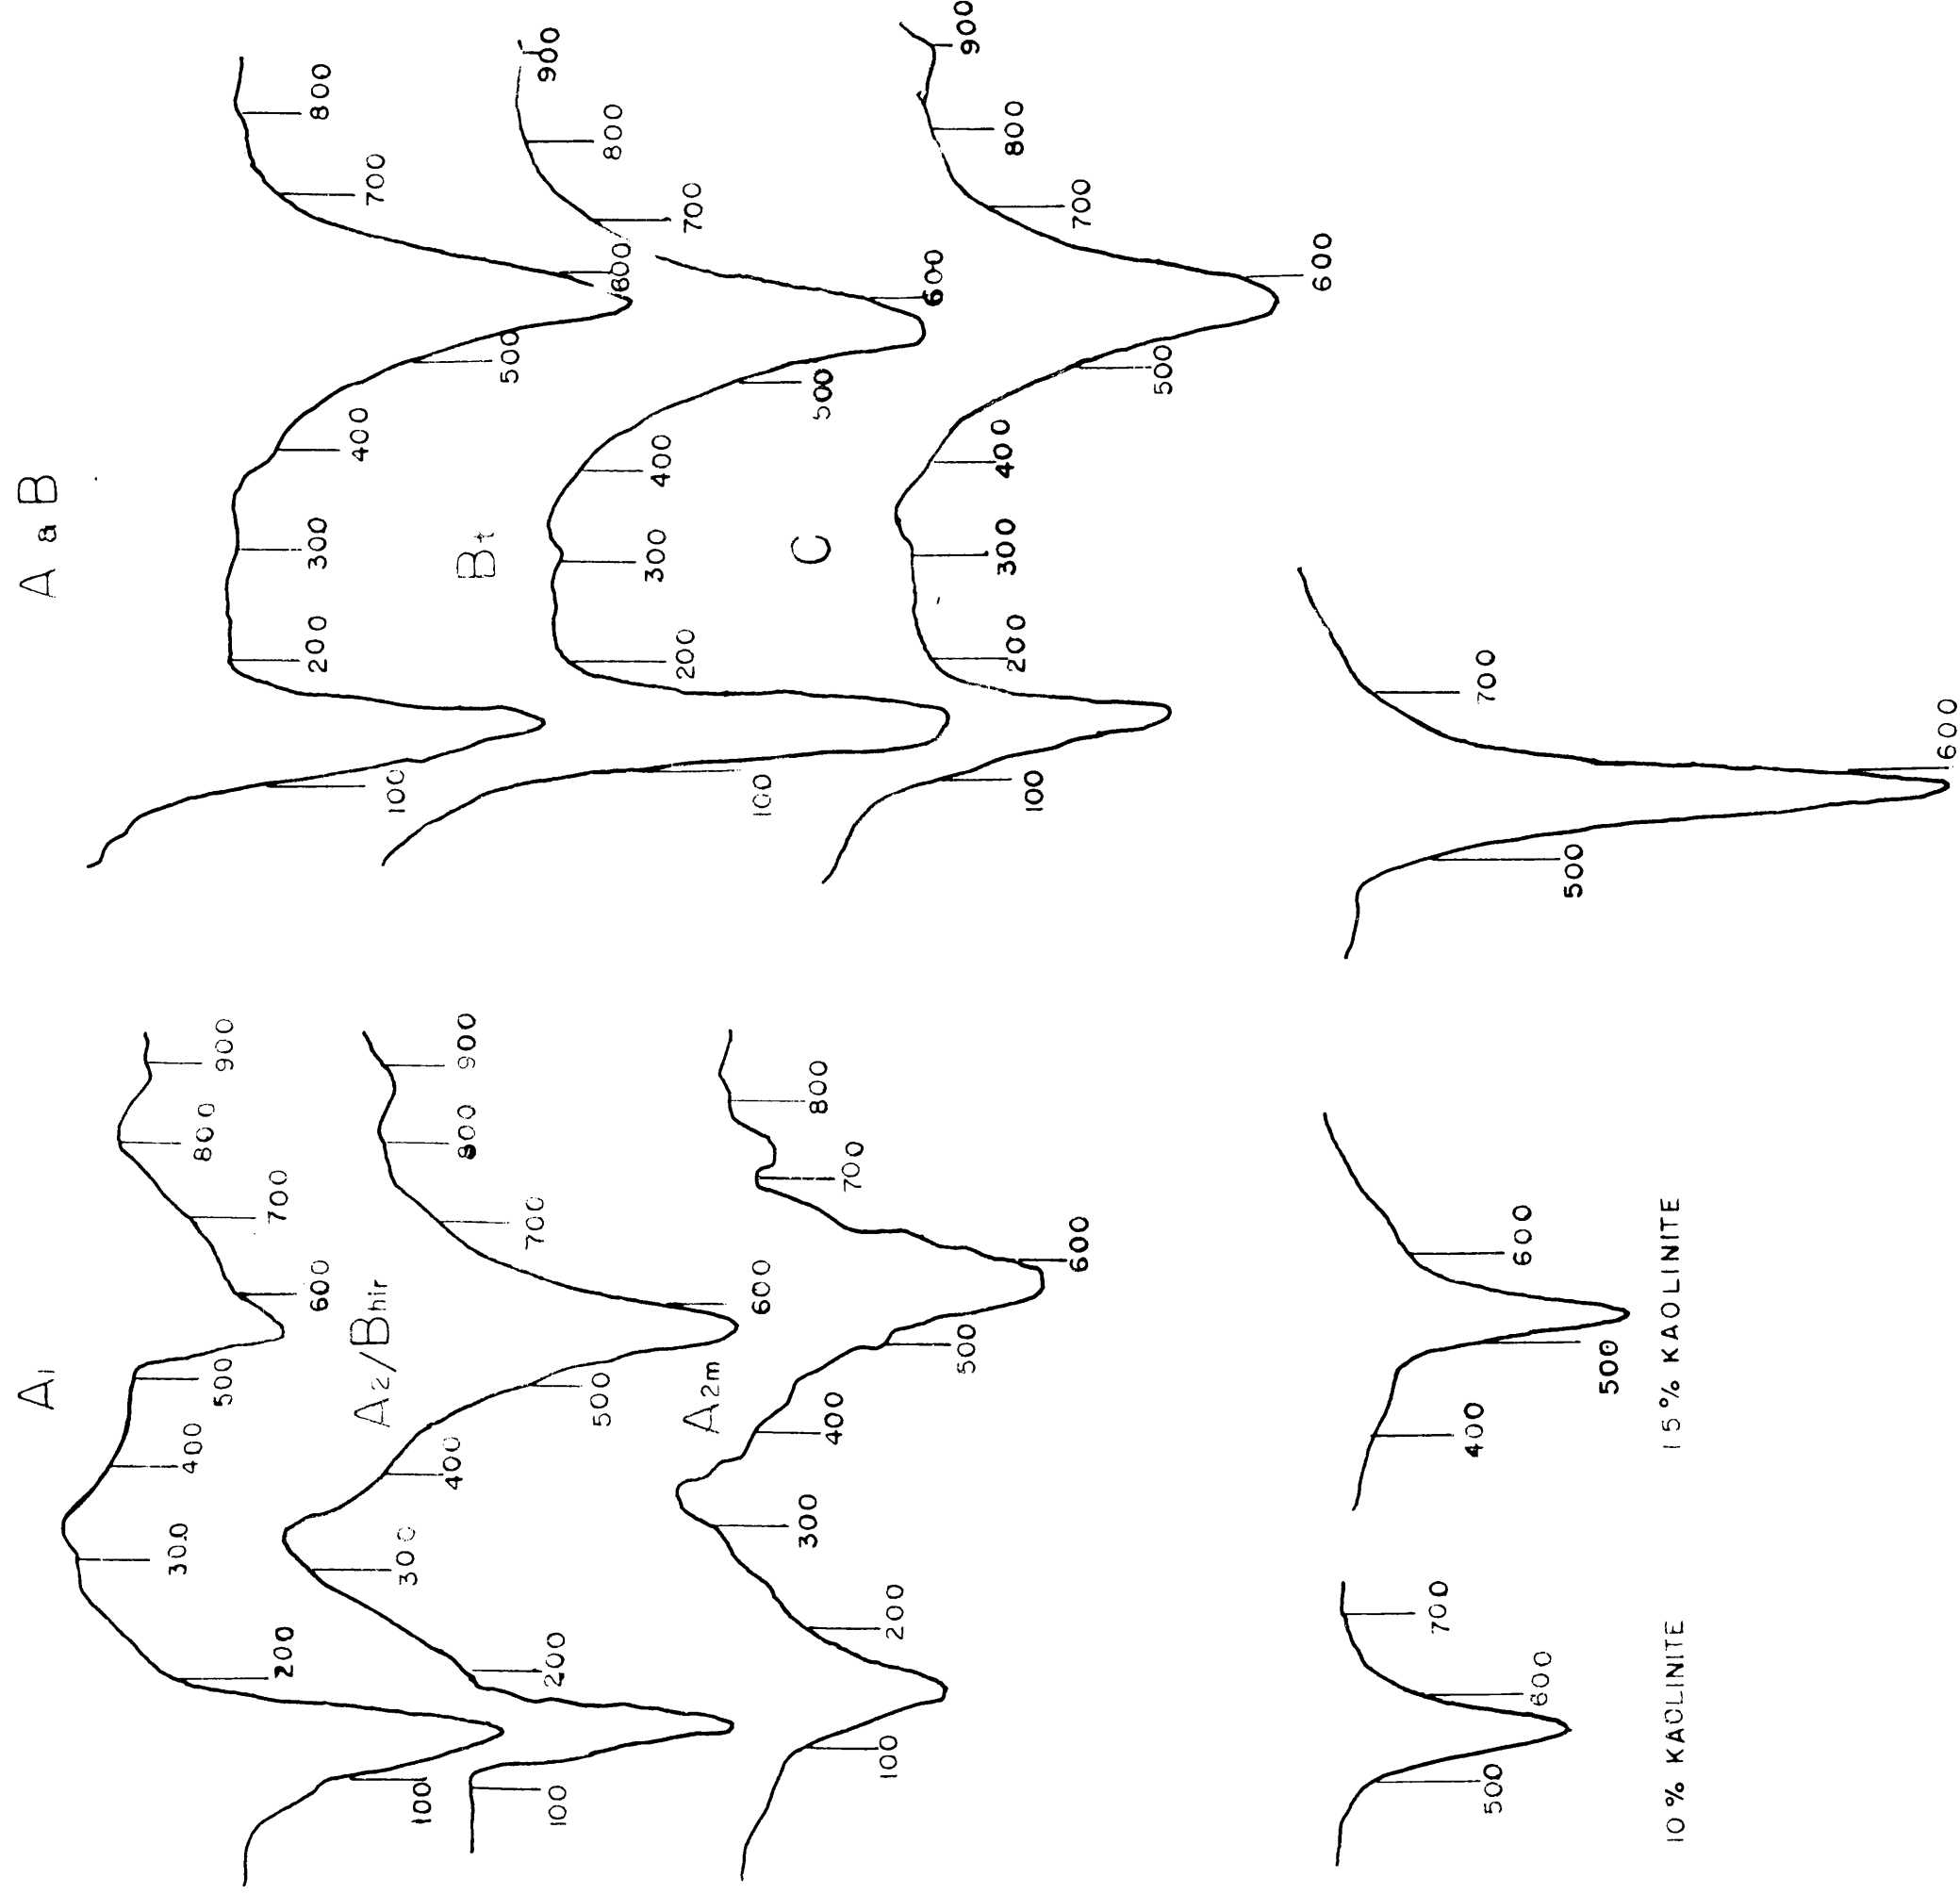 A1
100 200 300 400 500 600 700 800 900
A2/Bhir
100 200 300 400 500 600 700 800 900
A2m
100 200 300 400 500 600 700 800
A & B
100 200 300 400 500 600 700 800
Bt
100 200 300 400 500 600 700 800 900
C
100 200 300 400 500 600 700 800 900
500 600 700
10% KAOLINITE
400 500 600
15% KAOLINITE
500 600 700